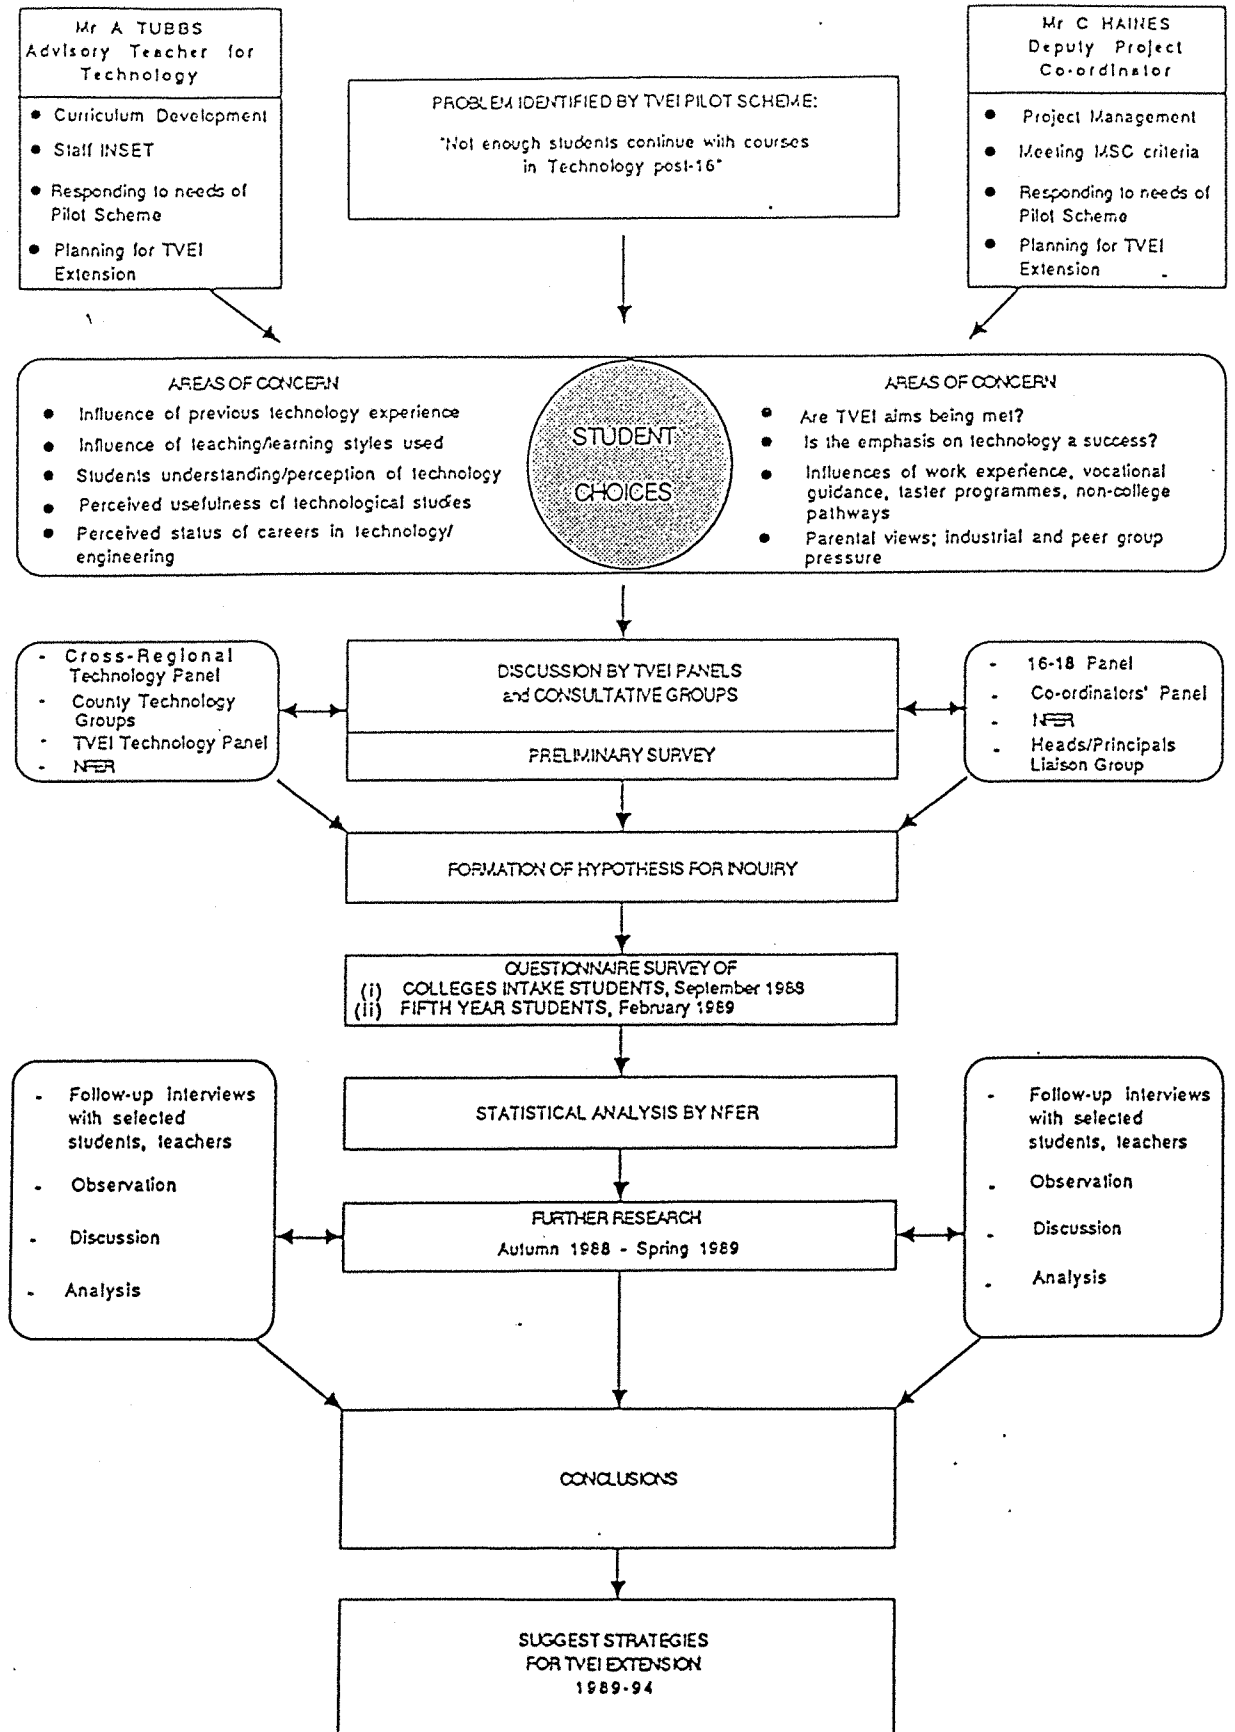 Mr A TUBBS
Advisory Teacher for
Technology
• Curriculum Development
• Staff INSET
• Responding to needs of
Pilot Scheme
• Planning for TVEI
Extension
PROBLEM IDENTIFIED BY TVEI PILOT SCHEME:
"Not enough students continue with courses
in Technology post-16"
Mr C HAINES
Deputy Project
Co-ordinator
• Project Management
• Meeting MSC criteria
• Responding to needs of
Pilot Scheme
• Planning for TVEI
Extension
AREAS OF CONCERN
• Influence of previous technology experience
• Influence of teaching/learning styles used
• Students understanding/perception of technology
• Perceived usefulness of technological studies
• Perceived status of careers in technology/
engineering
STUDENT
CHOICES
AREAS OF CONCERN
• Are TVEI aims being met?
• Is the emphasis on technology a success?
• Influences of work experience, vocational
guidance, taster programmes, non-college
pathways
• Parental views; industrial and peer group
pressure
- Cross-Regional
Technology Panel
- County Technology
Groups
- TVEI Technology Panel
- NFER
DISCUSSION BY TVEI PANELS
and CONSULTATIVE GROUPS
PRELIMINARY SURVEY
- 16-18 Panel
- Co-ordinators' Panel
- NFER
- Heads/Principals
Liaison Group
FORMATION OF HYPOTHESIS FOR INQUIRY
QUESTIONNAIRE SURVEY OF
(i) COLLEGES INTAKE STUDENTS, September 1988
(ii) FIFTH YEAR STUDENTS, February 1989
STATISTICAL ANALYSIS BY NFER
- Follow-up interviews
with selected
students, teachers
- Observation
- Discussion
- Analysis
FURTHER RESEARCH
Autumn 1988 - Spring 1989
- Follow-up interviews
with selected
students, teachers
- Observation
- Discussion
- Analysis
CONCLUSIONS
SUGGEST STRATEGIES
FOR TVEI EXTENSION
1989-94